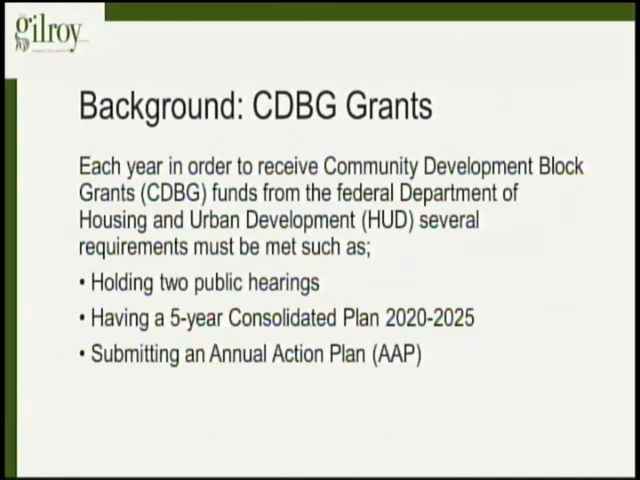 gilroy
Background: CDBG Grants
Each year in order to receive Community Development Block
Grants (CDBG) funds from the federal Department of
Housing and Urban Development (HUD) several
requirements must be met such as;
• Holding two public hearings
• Having a 5-year Consolidated Plan 2020-2025
• Submitting an Annual Action Plan (AAP)